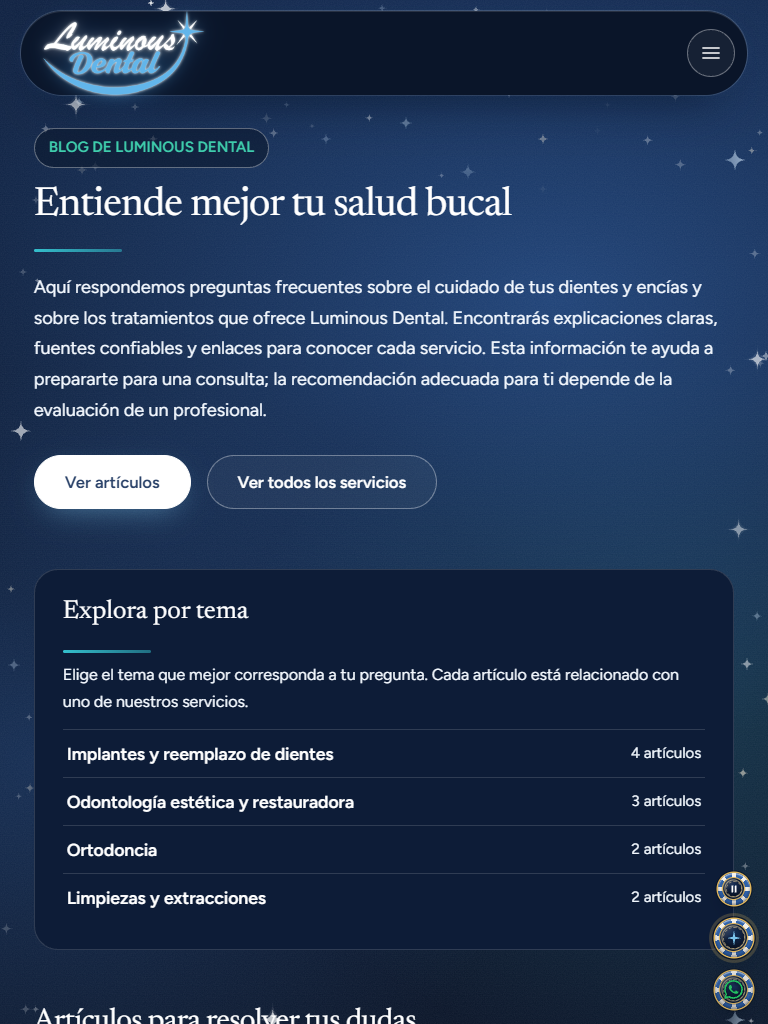 Luminous
Dental
BLOG DE LUMINOUS DENTAL
Entiende mejor tu salud bucal
Aquí respondemos preguntas frecuentes sobre el cuidado de tus dientes y encías y
sobre los tratamientos que ofrece Luminous Dental. Encontrarás explicaciones claras,
fuentes confiables y enlaces para conocer cada servicio. Esta información te ayuda a
prepararte para una consulta; la recomendación adecuada para ti depende de la
evaluación de un profesional.
Ver artículos
Ver todos los servicios
Explora por tema
Elige el tema que mejor corresponda a tu pregunta. Cada artículo está relacionado con
uno de nuestros servicios.
Implantes y reemplazo de dientes 4 artículos
Odontología estética y restauradora 3 artículos
Ortodoncia 2 artículos
Limpiezas y extracciones 2 artículos
Artículos para resolver tus dudas